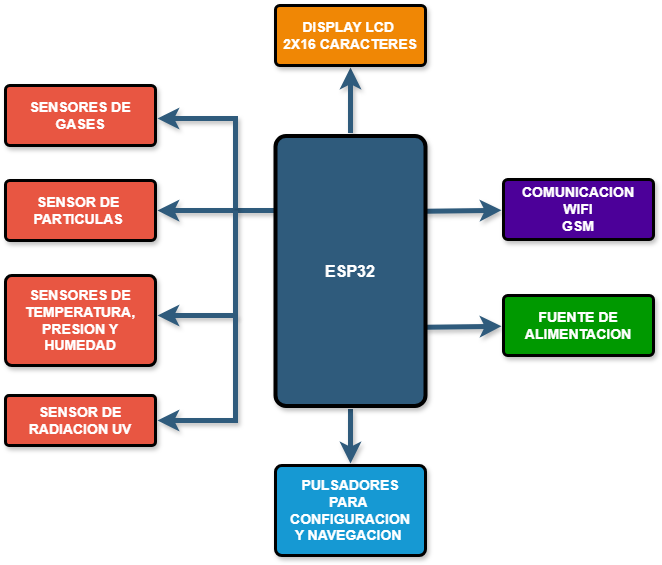 DISPLAY LCD
2X16 CARACTERES
SENSORES DE
GASES
SENSOR DE
PARTICULAS
SENSORES DE
TEMPERATURA,
PRESION Y
HUMEDAD
SENSOR DE
RADIACION UV
ESP32
COMUNICACION
WIFI
GSM
FUENTE DE
ALIMENTACION
PULSADORES
PARA
CONFIGURACION
Y NAVEGACION